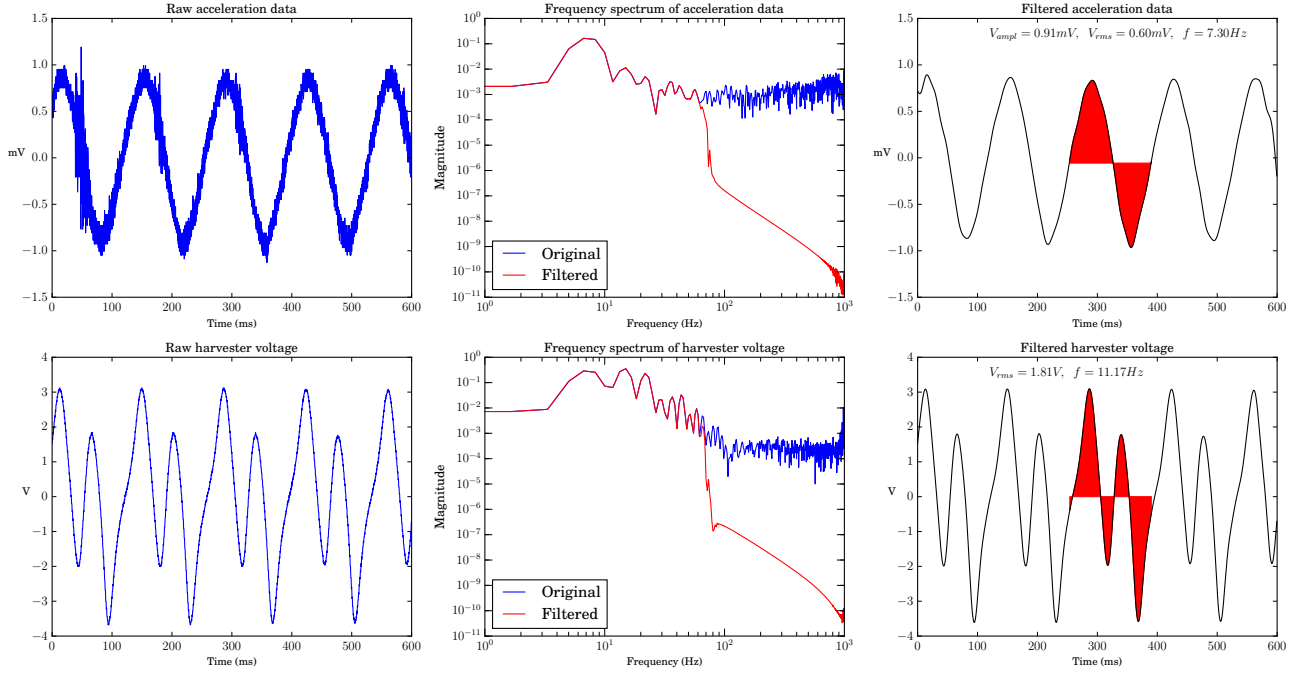 Raw acceleration data
1.5
1.0
0.5
0.0
−0.5
−1.0
−1.5
mV
0 100 200 300 400 500 600
Time (ms)
Frequency spectrum of acceleration data
10^0
10^-1
10^-2
10^-3
10^-4
10^-5
10^-6
10^-7
10^-8
10^-9
10^-10
10^-11
Magnitude
Original
Filtered
10^0 10^1 10^2 10^3
Frequency (Hz)
Filtered acceleration data
V_ampl = 0.91mV, V_rms = 0.60mV, f = 7.30Hz
1.5
1.0
0.5
0.0
−0.5
−1.0
−1.5
mV
0 100 200 300 400 500 600
Time (ms)
Raw harvester voltage
4
3
2
1
0
−1
−2
−3
−4
V
0 100 200 300 400 500 600
Time (ms)
Frequency spectrum of harvester voltage
10^0
10^-1
10^-2
10^-3
10^-4
10^-5
10^-6
10^-7
10^-8
10^-9
10^-10
10^-11
Magnitude
Original
Filtered
10^0 10^1 10^2 10^3
Frequency (Hz)
Filtered harvester voltage
V_rms = 1.81V, f = 11.17Hz
4
3
2
1
0
−1
−2
−3
−4
V
0 100 200 300 400 500 600
Time (ms)